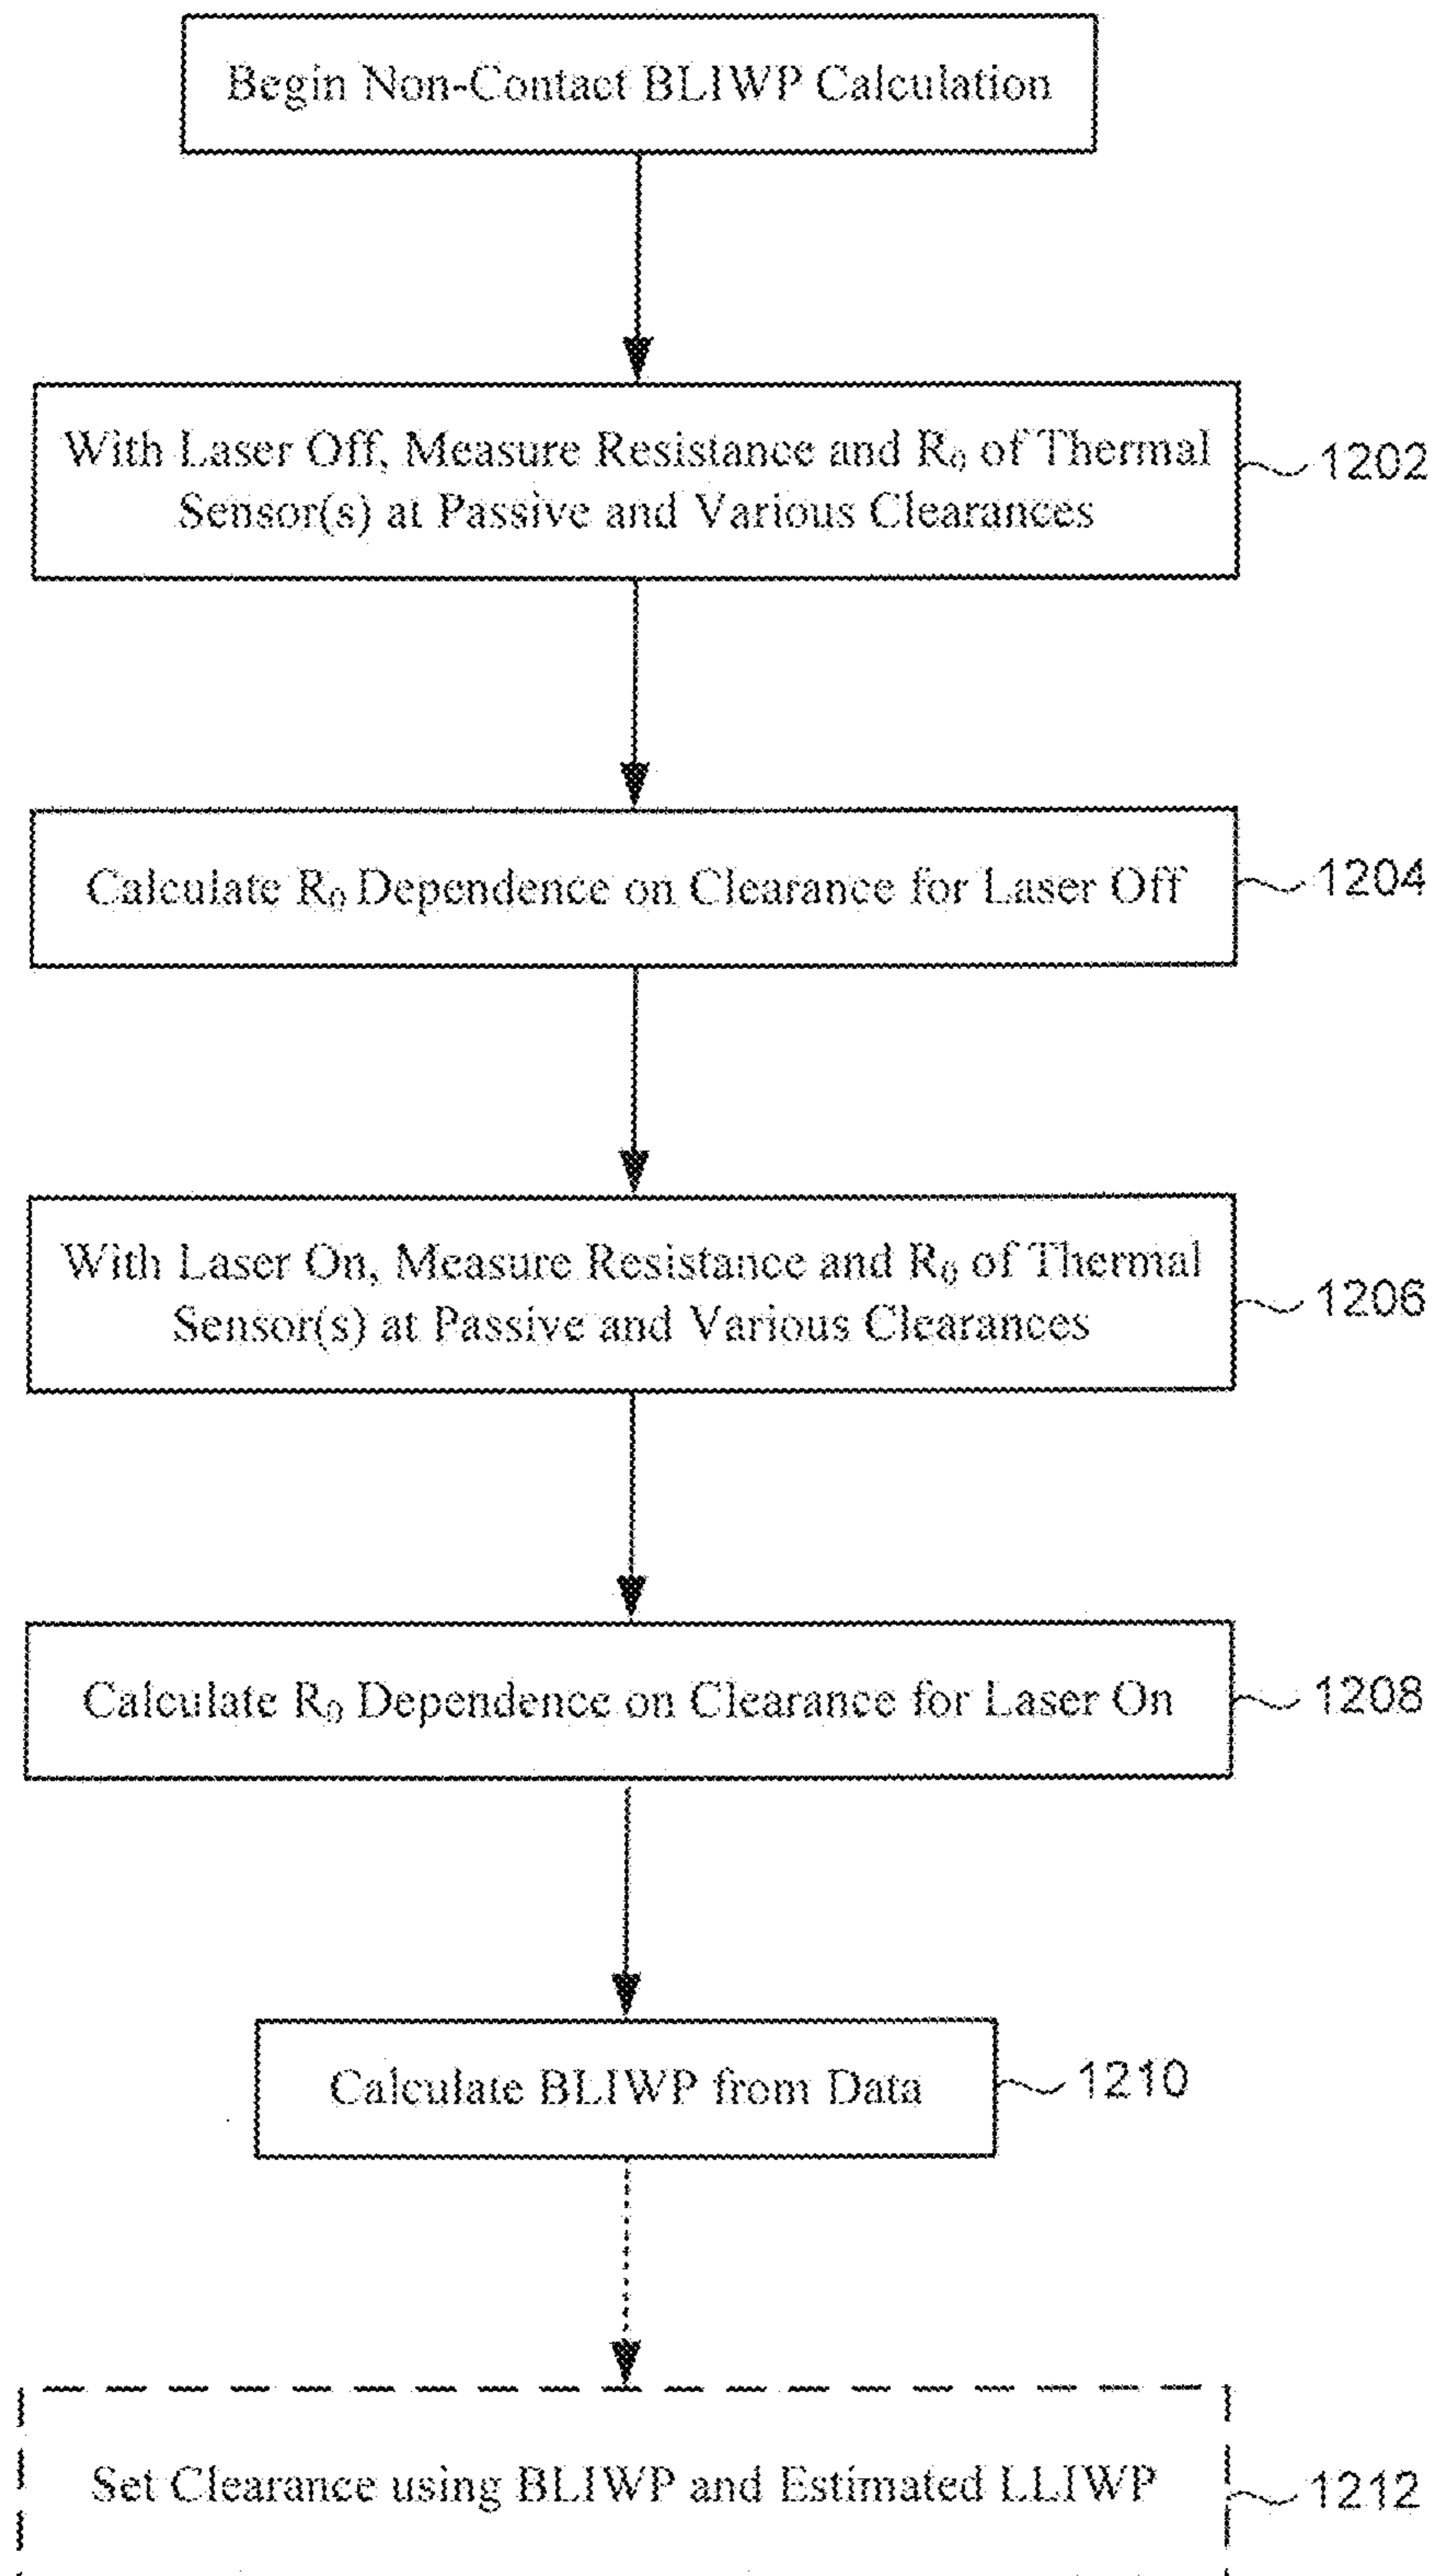 Begin Non-Contact BLIWP Calculation
With Laser Off, Measure Resistance and R₀ of Thermal
Sensor(s) at Passive and Various Clearances
1202
Calculate R₀ Dependence on Clearance for Laser Off
1204
With Laser On, Measure Resistance and R₀ of Thermal
Sensor(s) at Passive and Various Clearances
1206
Calculate R₀ Dependence on Clearance for Laser On
1208
Calculate BLIWP from Data
1210
Set Clearance using BLIWP and Estimated LLIWP
1212